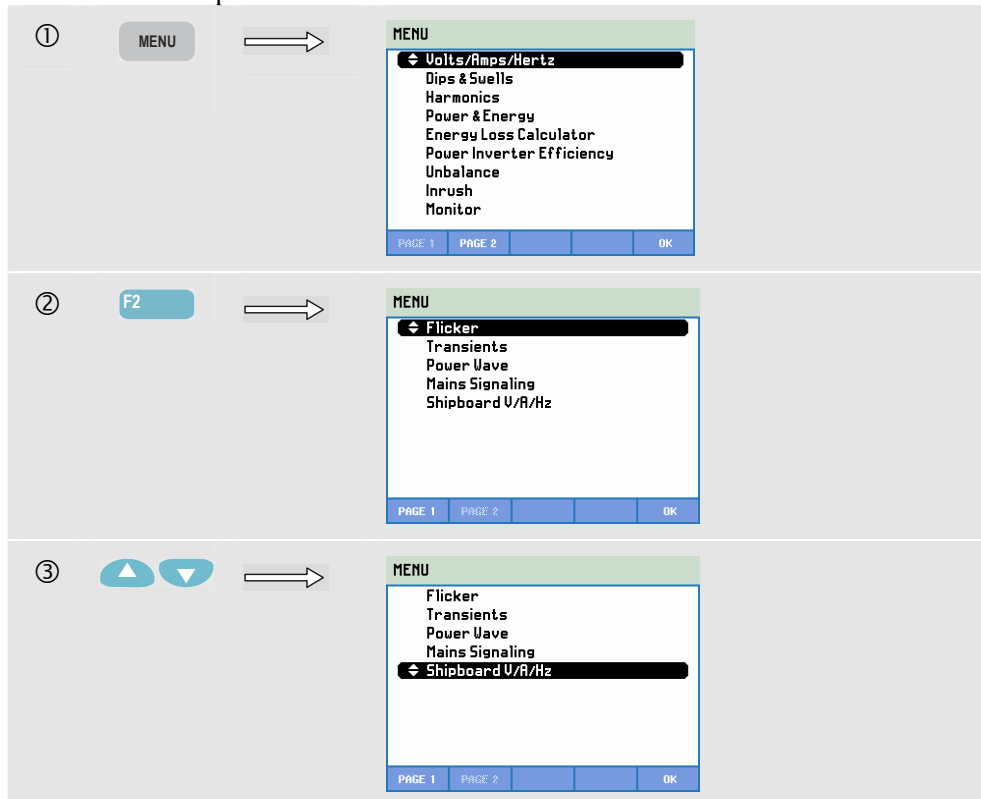 ①
MENU
MENU
Volts/Amps/Hertz
Dips & Swells
Harmonics
Power & Energy
Energy Loss Calculator
Power Inverter Efficiency
Unbalance
Inrush
Monitor
PAGE 1 PAGE 2 OK
②
F2
MENU
Flicker
Transients
Power Wave
Mains Signaling
Shipboard V/A/Hz
PAGE 1 PAGE 2 OK
③
MENU
Flicker
Transients
Power Wave
Mains Signaling
Shipboard V/A/Hz
PAGE 1 PAGE 2 OK